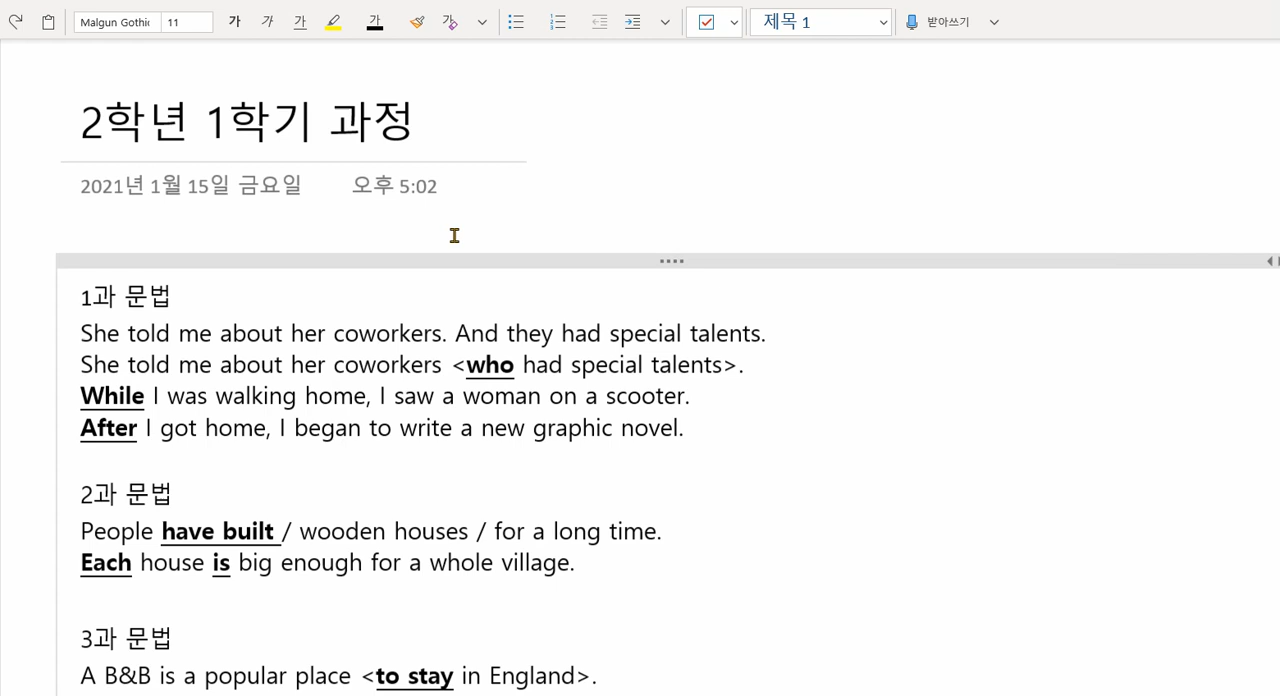 Malgun Gothic 11 가 가 가 가 가 제목 1 받아쓰기
2학년 1학기 과정
2021년 1월 15일 금요일 오후 5:02
1과 문법
She told me about her coworkers. And they had special talents.
She told me about her coworkers <who had special talents>.
While I was walking home, I saw a woman on a scooter.
After I got home, I began to write a new graphic novel.
2과 문법
People have built / wooden houses / for a long time.
Each house is big enough for a whole village.
3과 문법
A B&B is a popular place <to stay in England>.